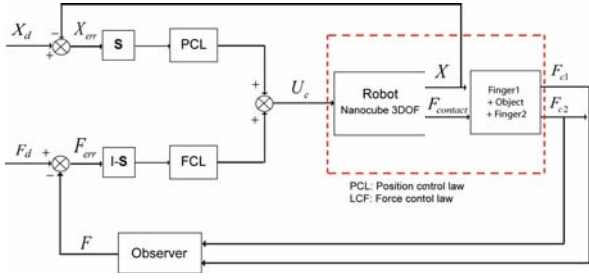 X_d
−
+
X_err
S
PCL
+
+
U_c
Robot
Nanocube 3DOF
X
F_contact
Finger1
+ Object
+ Finger2
F_c1
F_c2
F_d
+
−
F_err
I-S
FCL
PCL: Position cntrol law
LCF: Force contol law
F
Observer